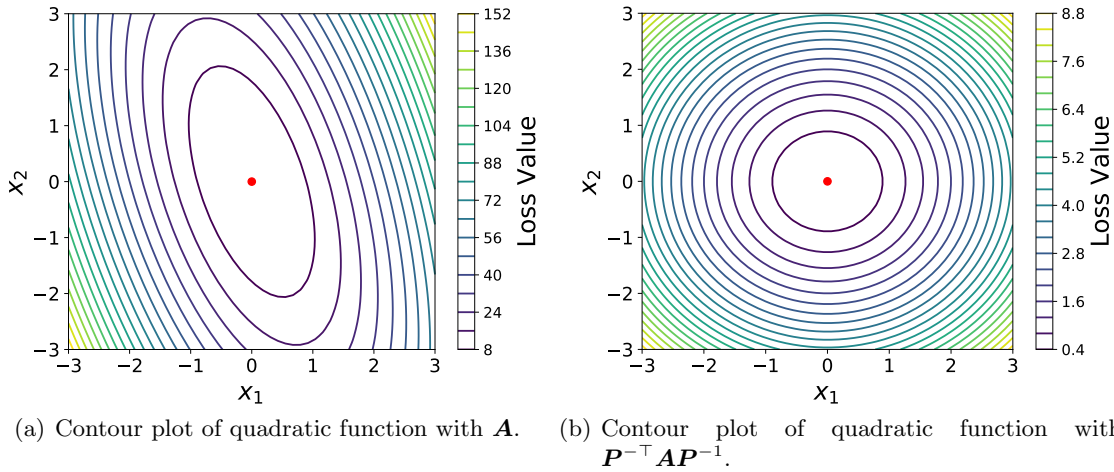 3
2
1
0
−1
−2
−3
x2
−3 −2 −1 0 1 2 3
x1
152
136
120
104
88
72
56
40
24
8
Loss Value
3
2
1
0
−1
−2
−3
x2
−3 −2 −1 0 1 2 3
x1
8.8
7.6
6.4
5.2
4.0
2.8
1.6
0.4
Loss Value
(a) Contour plot of quadratic function with A.
(b) Contour plot of quadratic function with
P⁻⊤AP⁻¹.